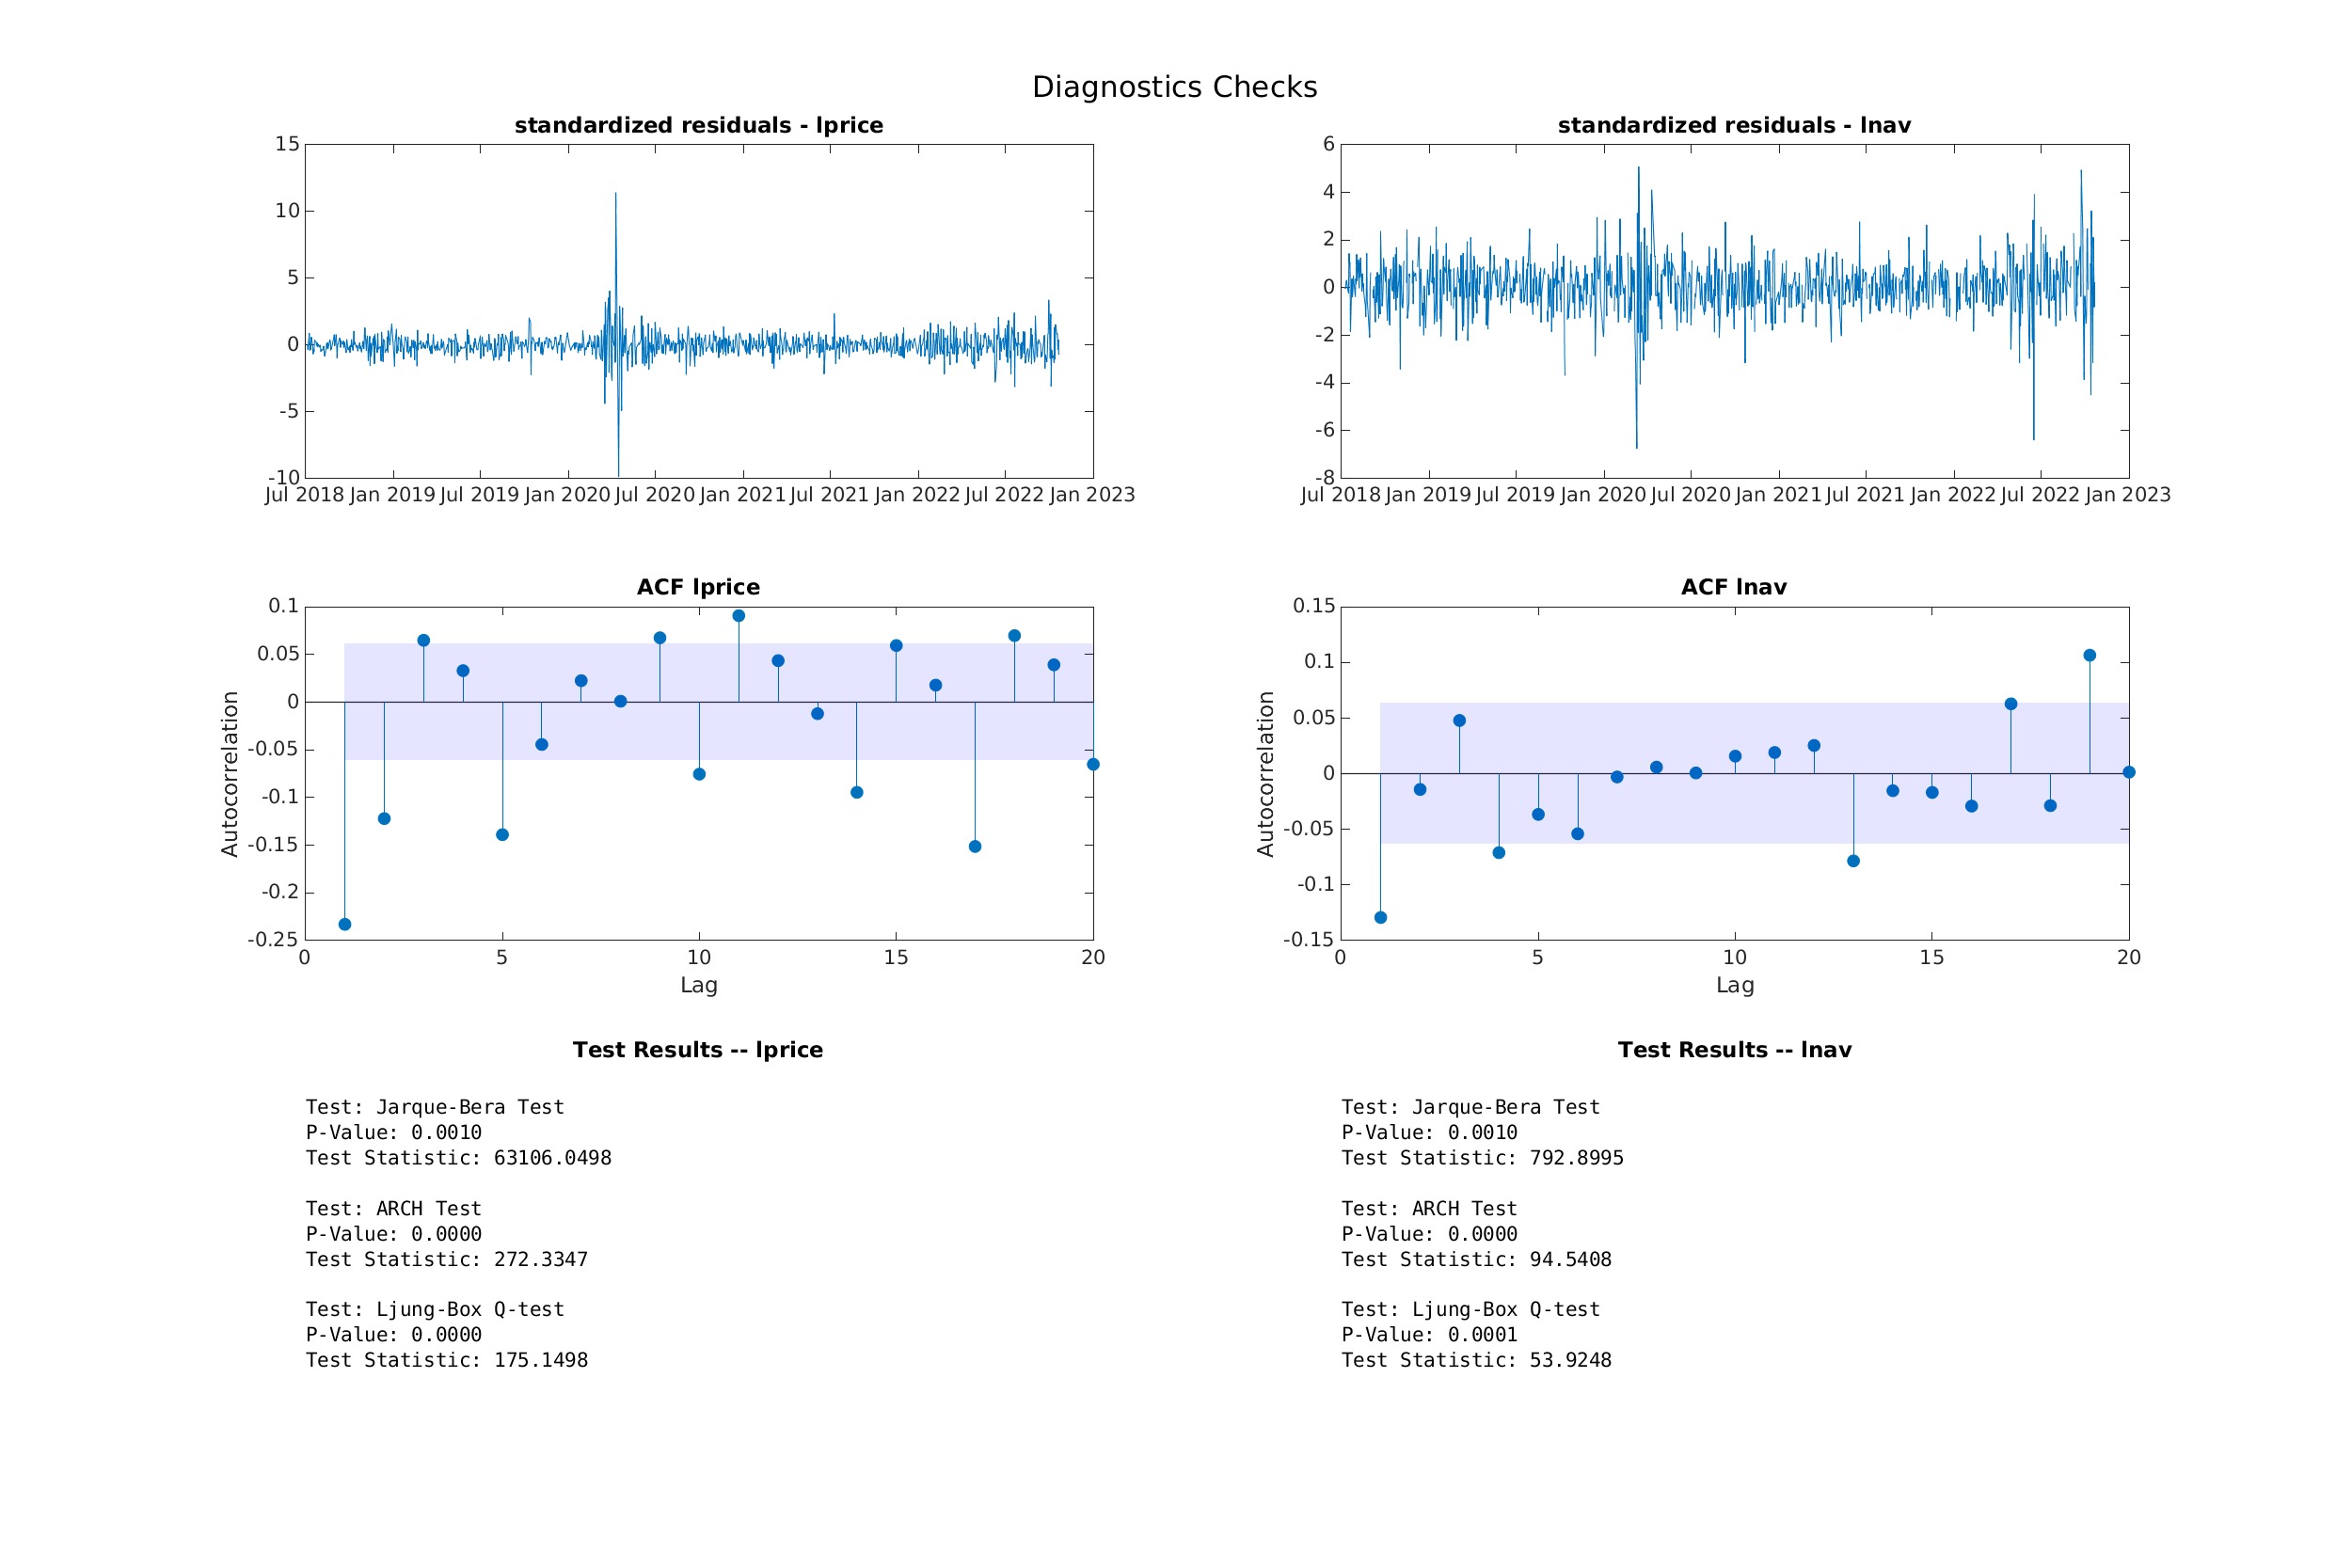 Diagnostics Checks
standardized residuals - lprice
15
10
5
0
-5
-10
Jul 2018 Jan 2019 Jul 2019 Jan 2020 Jul 2020 Jan 2021 Jul 2021 Jan 2022 Jul 2022 Jan 2023
standardized residuals - lnav
6
4
2
0
-2
-4
-6
-8
Jul 2018 Jan 2019 Jul 2019 Jan 2020 Jul 2020 Jan 2021 Jul 2021 Jan 2022 Jul 2022 Jan 2023
ACF lprice
Autocorrelation
0.1
0.05
0
-0.05
-0.1
-0.15
-0.2
-0.25
0 5 10 15 20
Lag
ACF lnav
Autocorrelation
0.15
0.1
0.05
0
-0.05
-0.1
-0.15
0 5 10 15 20
Lag
Test Results -- lprice
Test: Jarque-Bera Test
P-Value: 0.0010
Test Statistic: 63106.0498
Test: ARCH Test
P-Value: 0.0000
Test Statistic: 272.3347
Test: Ljung-Box Q-test
P-Value: 0.0000
Test Statistic: 175.1498
Test Results -- lnav
Test: Jarque-Bera Test
P-Value: 0.0010
Test Statistic: 792.8995
Test: ARCH Test
P-Value: 0.0000
Test Statistic: 94.5408
Test: Ljung-Box Q-test
P-Value: 0.0001
Test Statistic: 53.9248